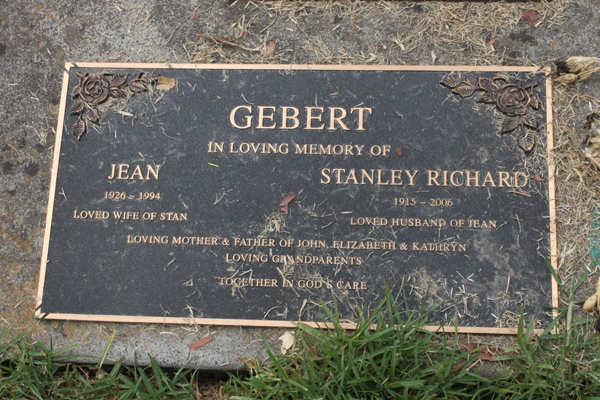 GEBERT
IN LOVING MEMORY OF
JEAN
1926 - 1994
LOVED WIFE OF STAN
STANLEY RICHARD
1915 - 2006
LOVED HUSBAND OF JEAN
LOVING MOTHER & FATHER OF JOHN, ELIZABETH & KATHRYN
LOVING GRANDPARENTS
TOGETHER IN GOD'S CARE